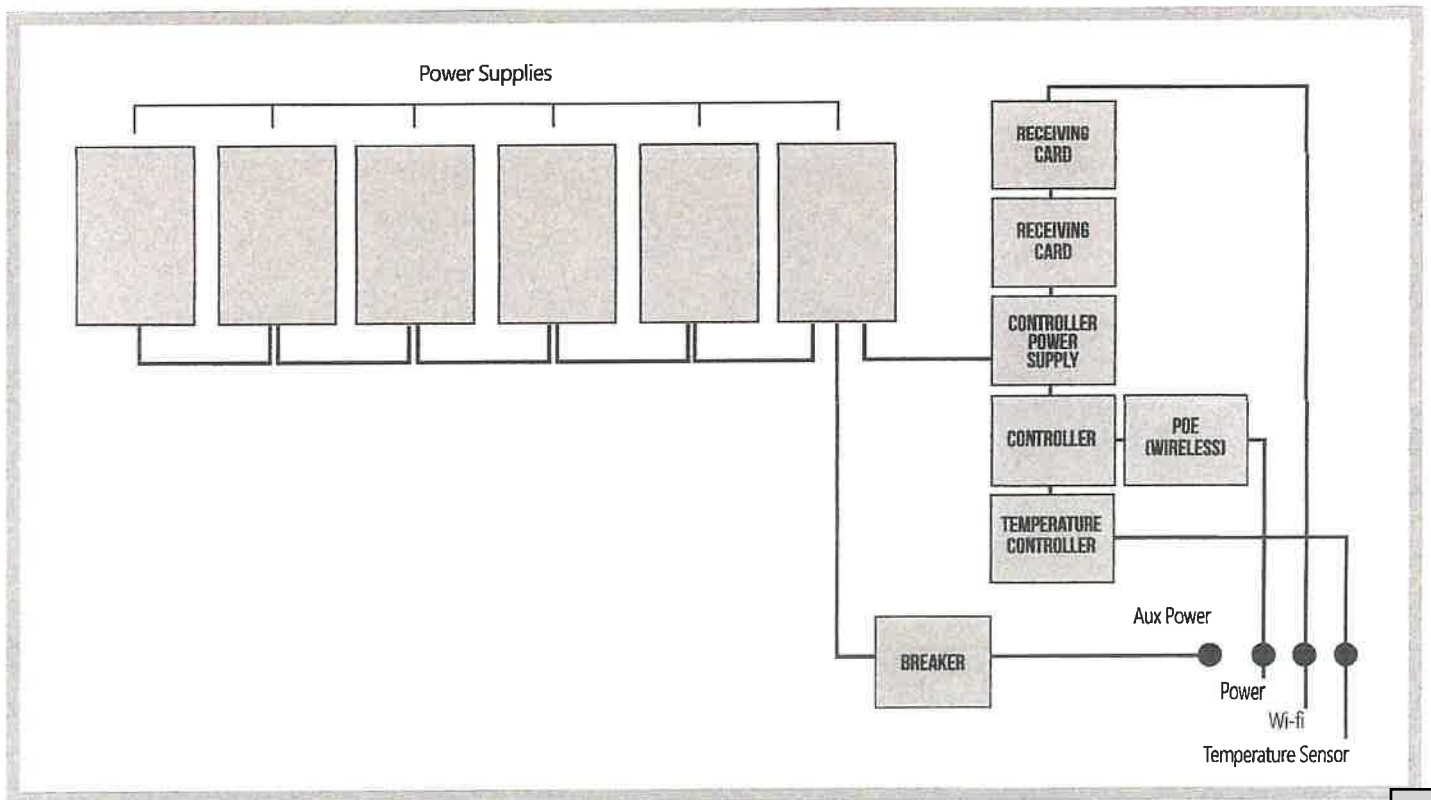 Power Supplies
RECEIVING
CARD
RECEIVING
CARD
CONTROLLER
POWER
SUPPLY
CONTROLLER
POE
(WIRELESS)
TEMPERATURE
CONTROLLER
Aux Power
BREAKER
Power
Wi-fi
Temperature Sensor